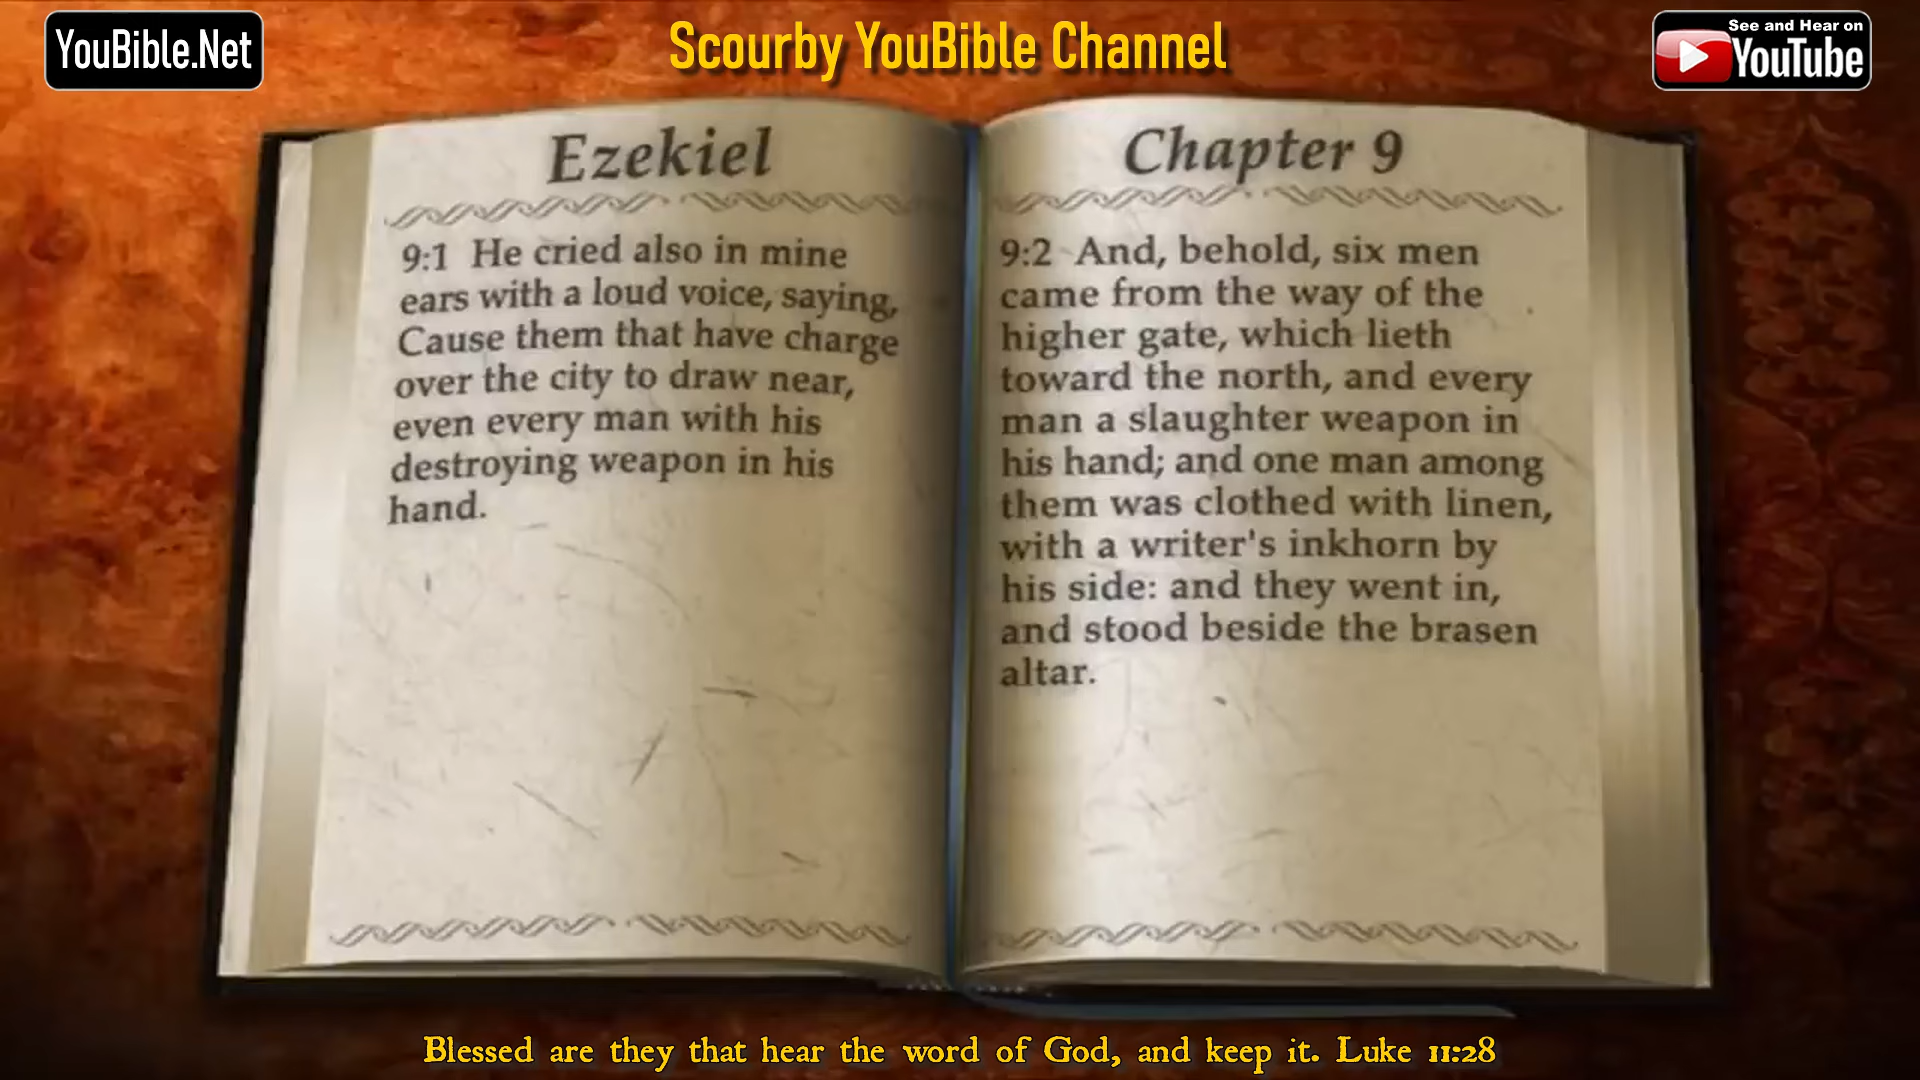 YouBible.Net
Scourby YouBible Channel
See and Hear on
YouTube
Ezekiel
9:1 He cried also in mine
ears with a loud voice, saying,
Cause them that have charge
over the city to draw near,
even every man with his
destroying weapon in his
hand.
Chapter 9
9:2 And, behold, six men
came from the way of the
higher gate, which lieth
toward the north, and every
man a slaughter weapon in
his hand; and one man among
them was clothed with linen,
with a writer's inkhorn by
his side: and they went in,
and stood beside the brasen
altar.
Blessed are they that hear the word of God, and keep it. Luke 11:28